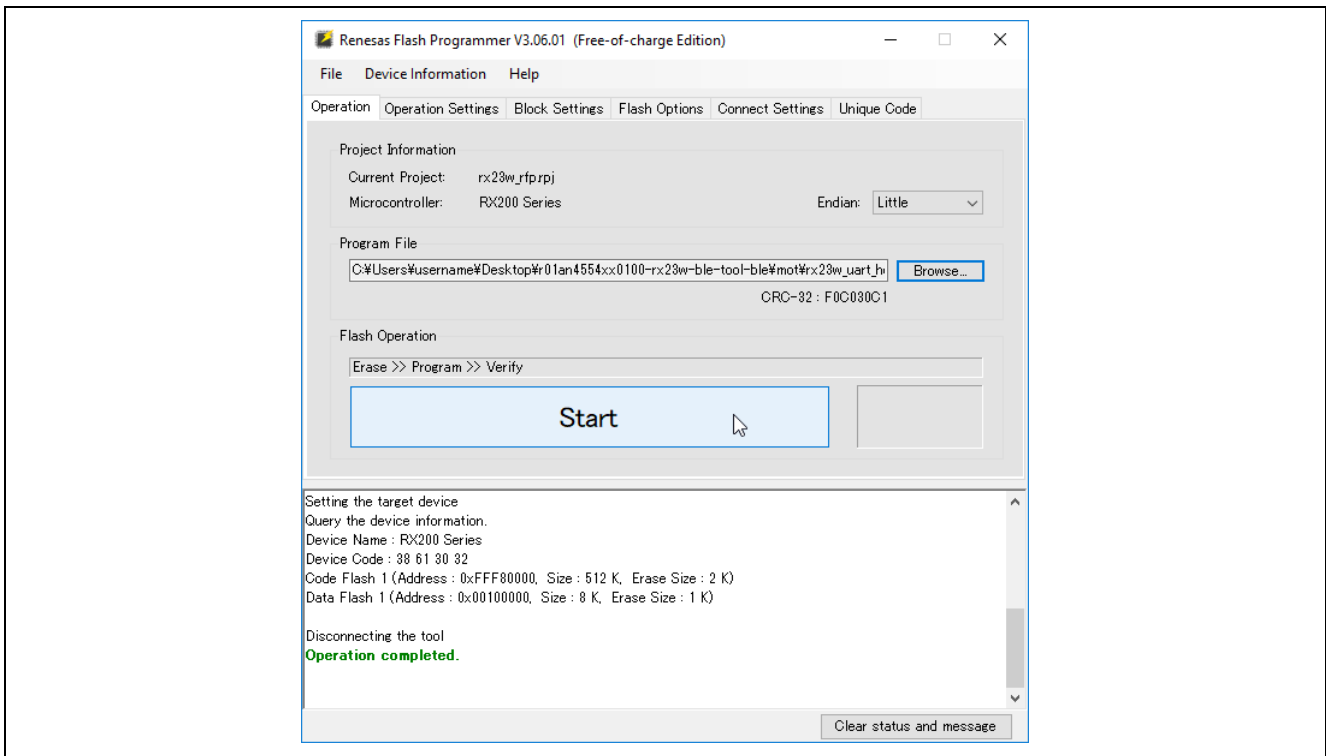 Renesas Flash Programmer V3.06.01 (Free-of-charge Edition)
File Device Information Help
Operation Operation Settings Block Settings Flash Options Connect Settings Unique Code
Project Information
Current Project: rx23w_rfp.rpj
Microcontroller: RX200 Series Endian: Little
Program File
C:¥Users¥username¥Desktop¥r01an4554xx0100-rx23w-ble-tool-ble¥mot¥rx23w_uart_h Browse...
CRC-32 : F0C030C1
Flash Operation
Erase >> Program >> Verify
Start
Setting the target device
Query the device information.
Device Name : RX200 Series
Device Code : 38 61 30 32
Code Flash 1 (Address : 0xFFF80000, Size : 512 K, Erase Size : 2 K)
Data Flash 1 (Address : 0x00100000, Size : 8 K, Erase Size : 1 K)
Disconnecting the tool
Operation completed.
Clear status and message